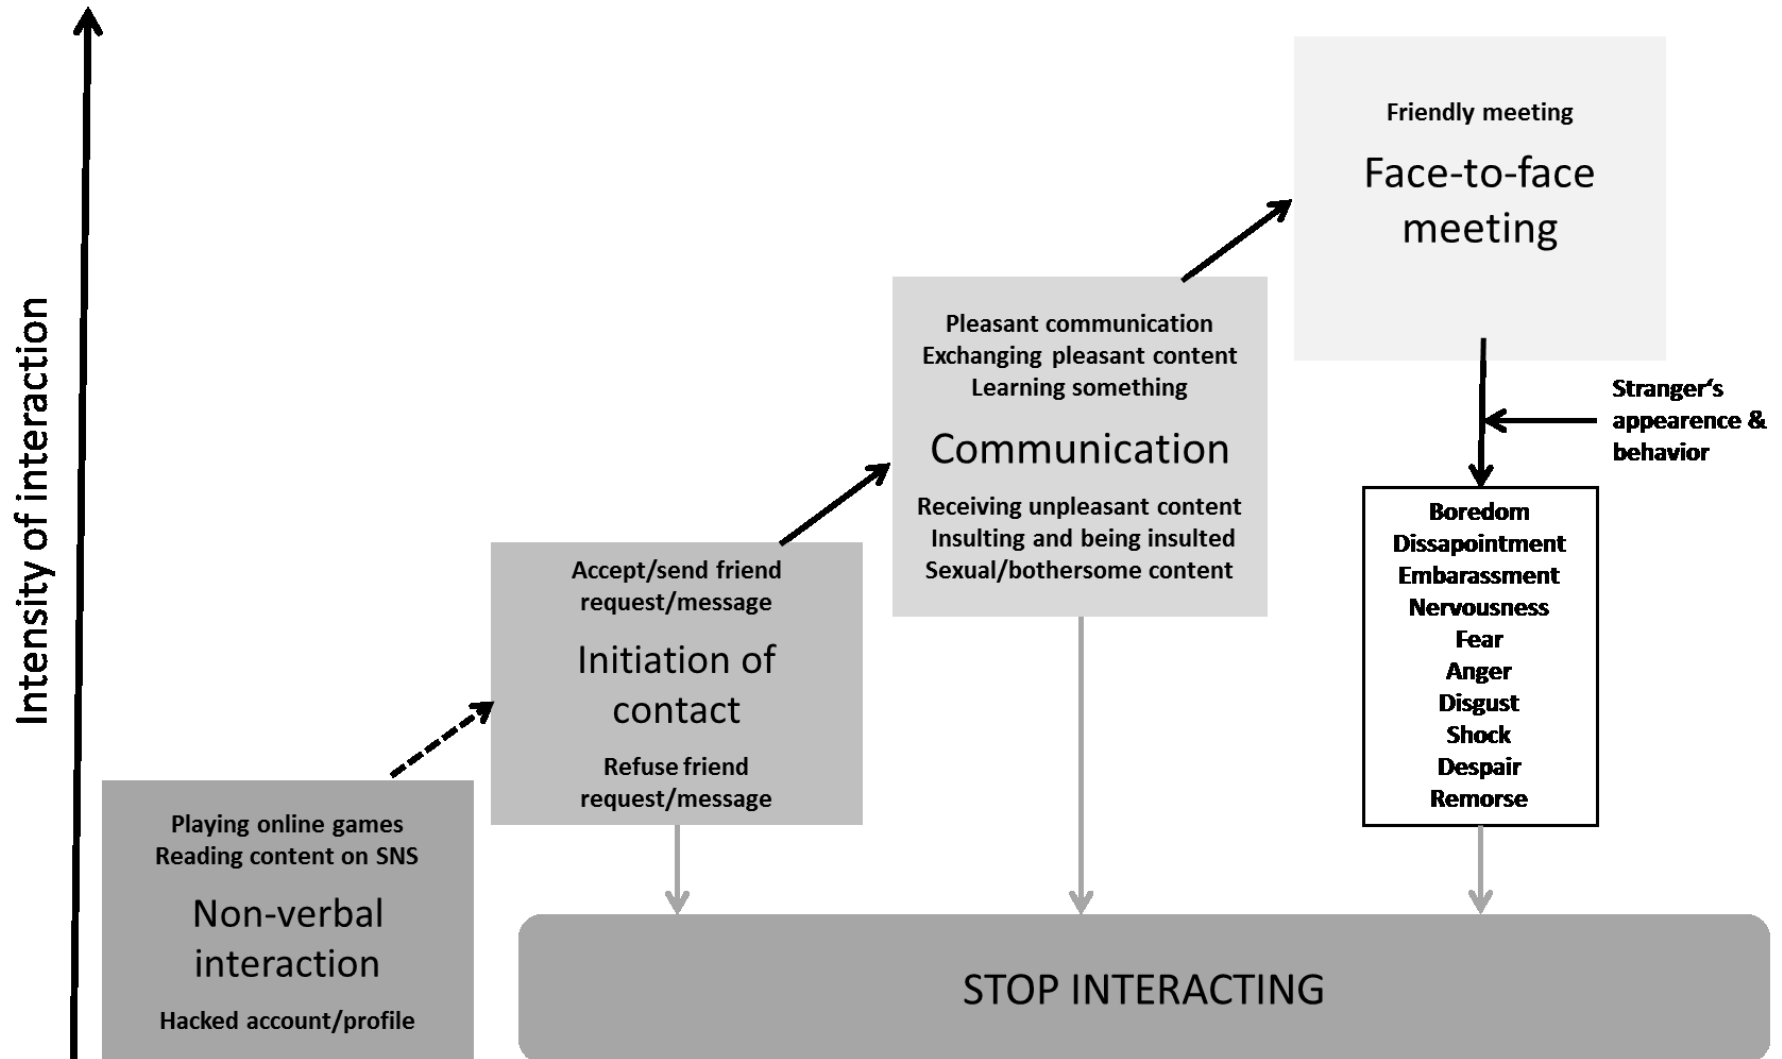 Intensity of interaction
Playing online games
Reading content on SNS
Non-verbal
interaction
Hacked account/profile
Accept/send friend
request/message
Initiation of
contact
Refuse friend
request/message
Pleasant communication
Exchanging pleasant content
Learning something
Communication
Receiving unpleasant content
Insulting and being insulted
Sexual/bothersome content
Friendly meeting
Face-to-face
meeting
Stranger‘s
appearence &
behavior
Boredom
Dissapointment
Embarassment
Nervousness
Fear
Anger
Disgust
Shock
Despair
Remorse
STOP INTERACTING